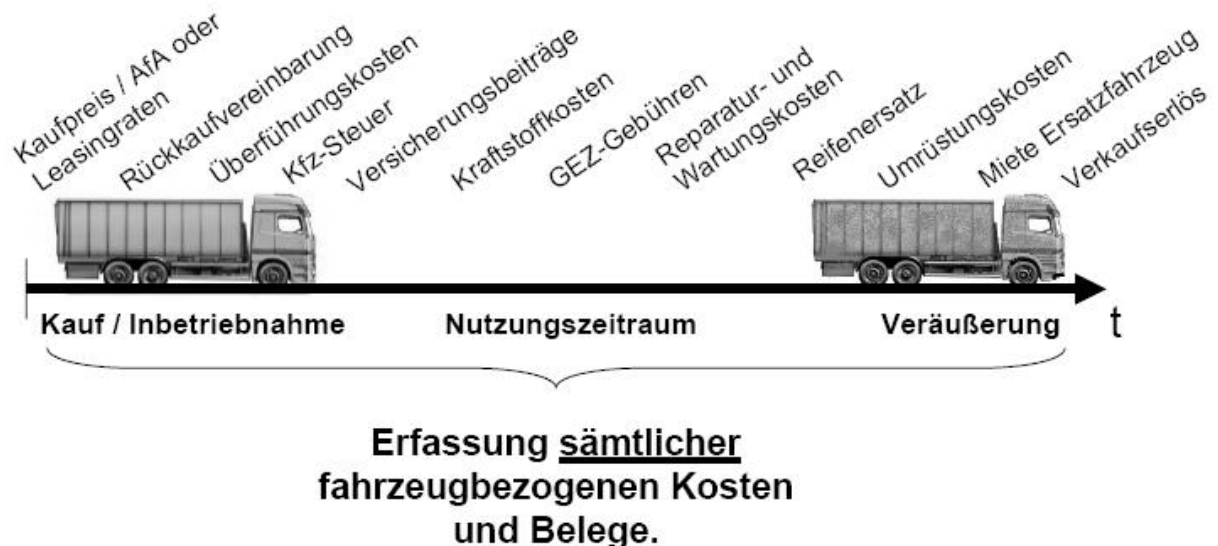 Kaufpreis / AfA oder
Leasingraten
Rückkaufvereinbarung
Überführungskosten
Kfz-Steuer
Versicherungsbeiträge
Kraftstoffkosten
GEZ-Gebühren
Reparatur- und
Wartungskosten
Reifenersatz
Umrüstungskosten
Miete Ersatzfahrzeug
Verkaufserlös
Kauf / Inbetriebnahme
Nutzungszeitraum
Veräußerung
t
Erfassung sämtlicher
fahrzeugbezogenen Kosten
und Belege.